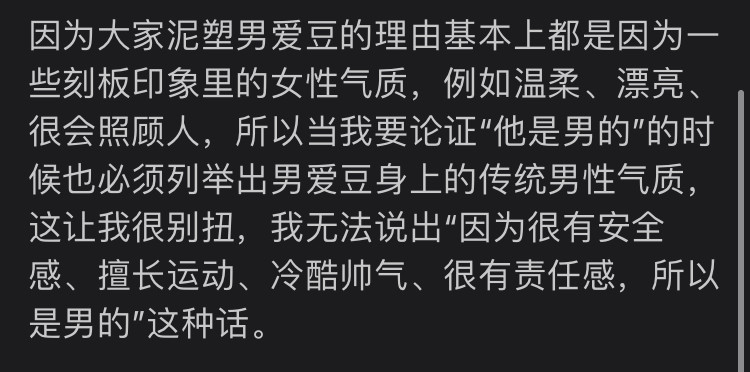 因为大家泥塑男爱豆的理由基本上都是因为一
些刻板印象里的女性气质，例如温柔、漂亮、
很会照顾人，所以当我要论证“他是男的”的时
候也必须列举出男爱豆身上的传统男性气质，
这让我很别扭，我无法说出“因为很有安全
感、擅长运动、冷酷帅气、很有责任感，所以
是男的”这种话。